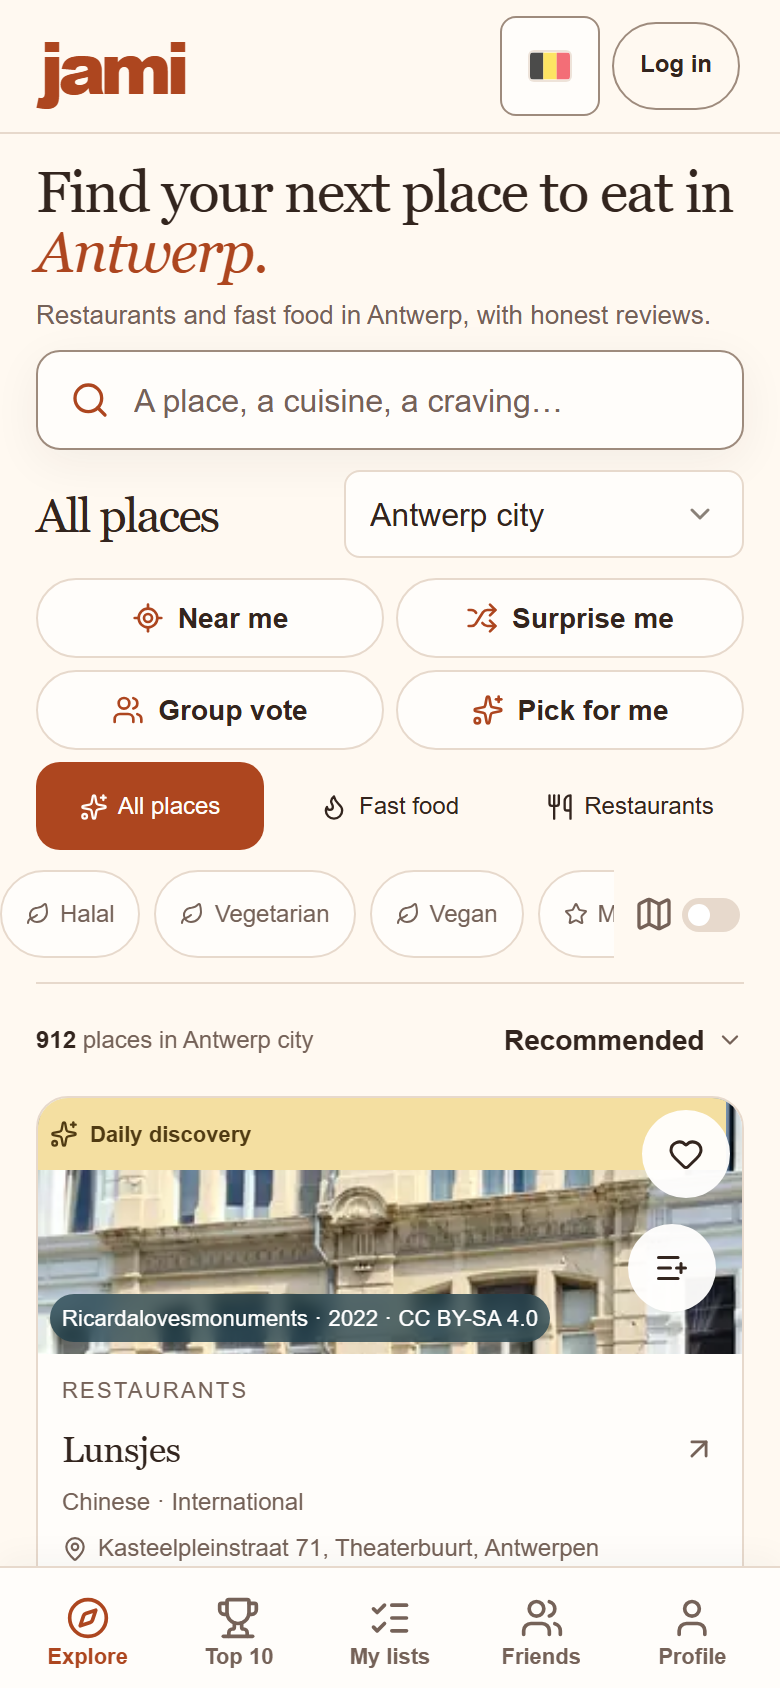 jami
Log in
Find your next place to eat in
Antwerp.
Restaurants and fast food in Antwerp, with honest reviews.
A place, a cuisine, a craving…
All places
Antwerp city
Near me
Surprise me
Group vote
Pick for me
All places
Fast food
Restaurants
Halal
Vegetarian
Vegan
912 places in Antwerp city
Recommended
Daily discovery
Ricardalovesmonuments · 2022 · CC BY-SA 4.0
RESTAURANTS
Lunsjes
Chinese · International
Kasteelpleinstraat 71, Theaterbuurt, Antwerpen
Explore
Top 10
My lists
Friends
Profile